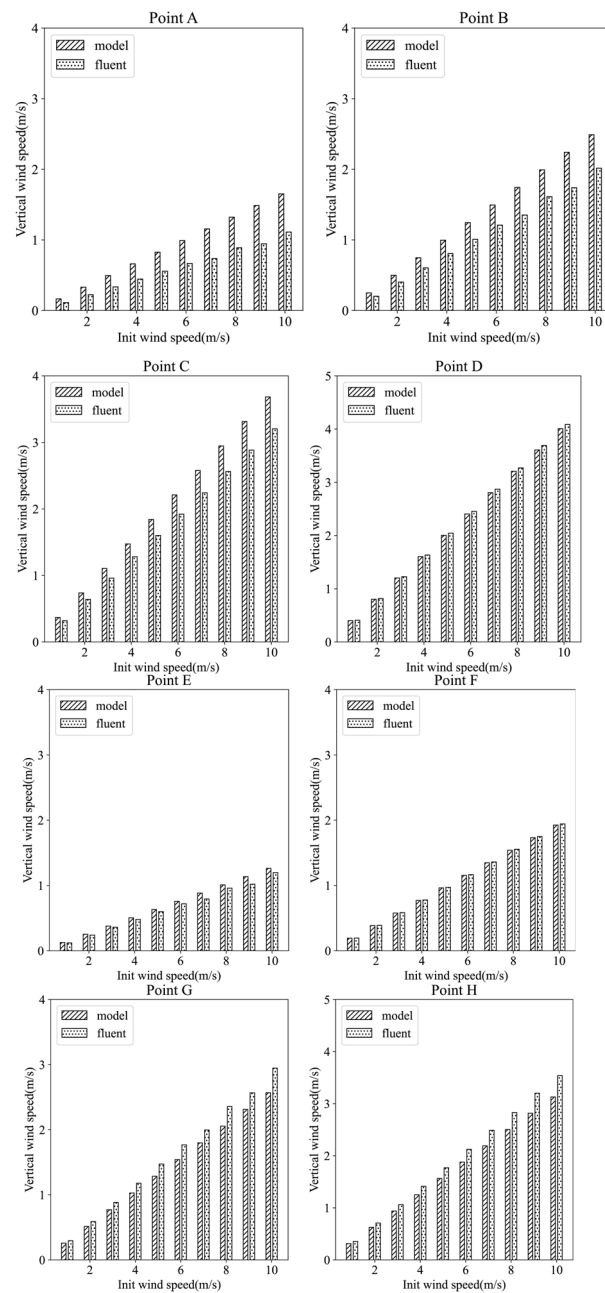 Point A
4
3
2
1
0
Vertical wind speed(m/s)
model
fluent
2 4 6 8 10
Init wind speed(m/s)
Point B
4
3
2
1
0
Vertical wind speed(m/s)
model
fluent
2 4 6 8 10
Init wind speed(m/s)
Point C
4
3
2
1
0
Vertical wind speed(m/s)
model
fluent
2 4 6 8 10
Init wind speed(m/s)
Point D
5
4
3
2
1
0
Vertical wind speed(m/s)
model
fluent
2 4 6 8 10
Init wind speed(m/s)
Point E
4
3
2
1
0
Vertical wind speed(m/s)
model
fluent
2 4 6 8 10
Init wind speed(m/s)
Point F
4
3
2
1
0
Vertical wind speed(m/s)
model
fluent
2 4 6 8 10
Init wind speed(m/s)
Point G
4
3
2
1
0
Vertical wind speed(m/s)
model
fluent
2 4 6 8 10
Init wind speed(m/s)
Point H
5
4
3
2
1
0
Vertical wind speed(m/s)
model
fluent
2 4 6 8 10
Init wind speed(m/s)